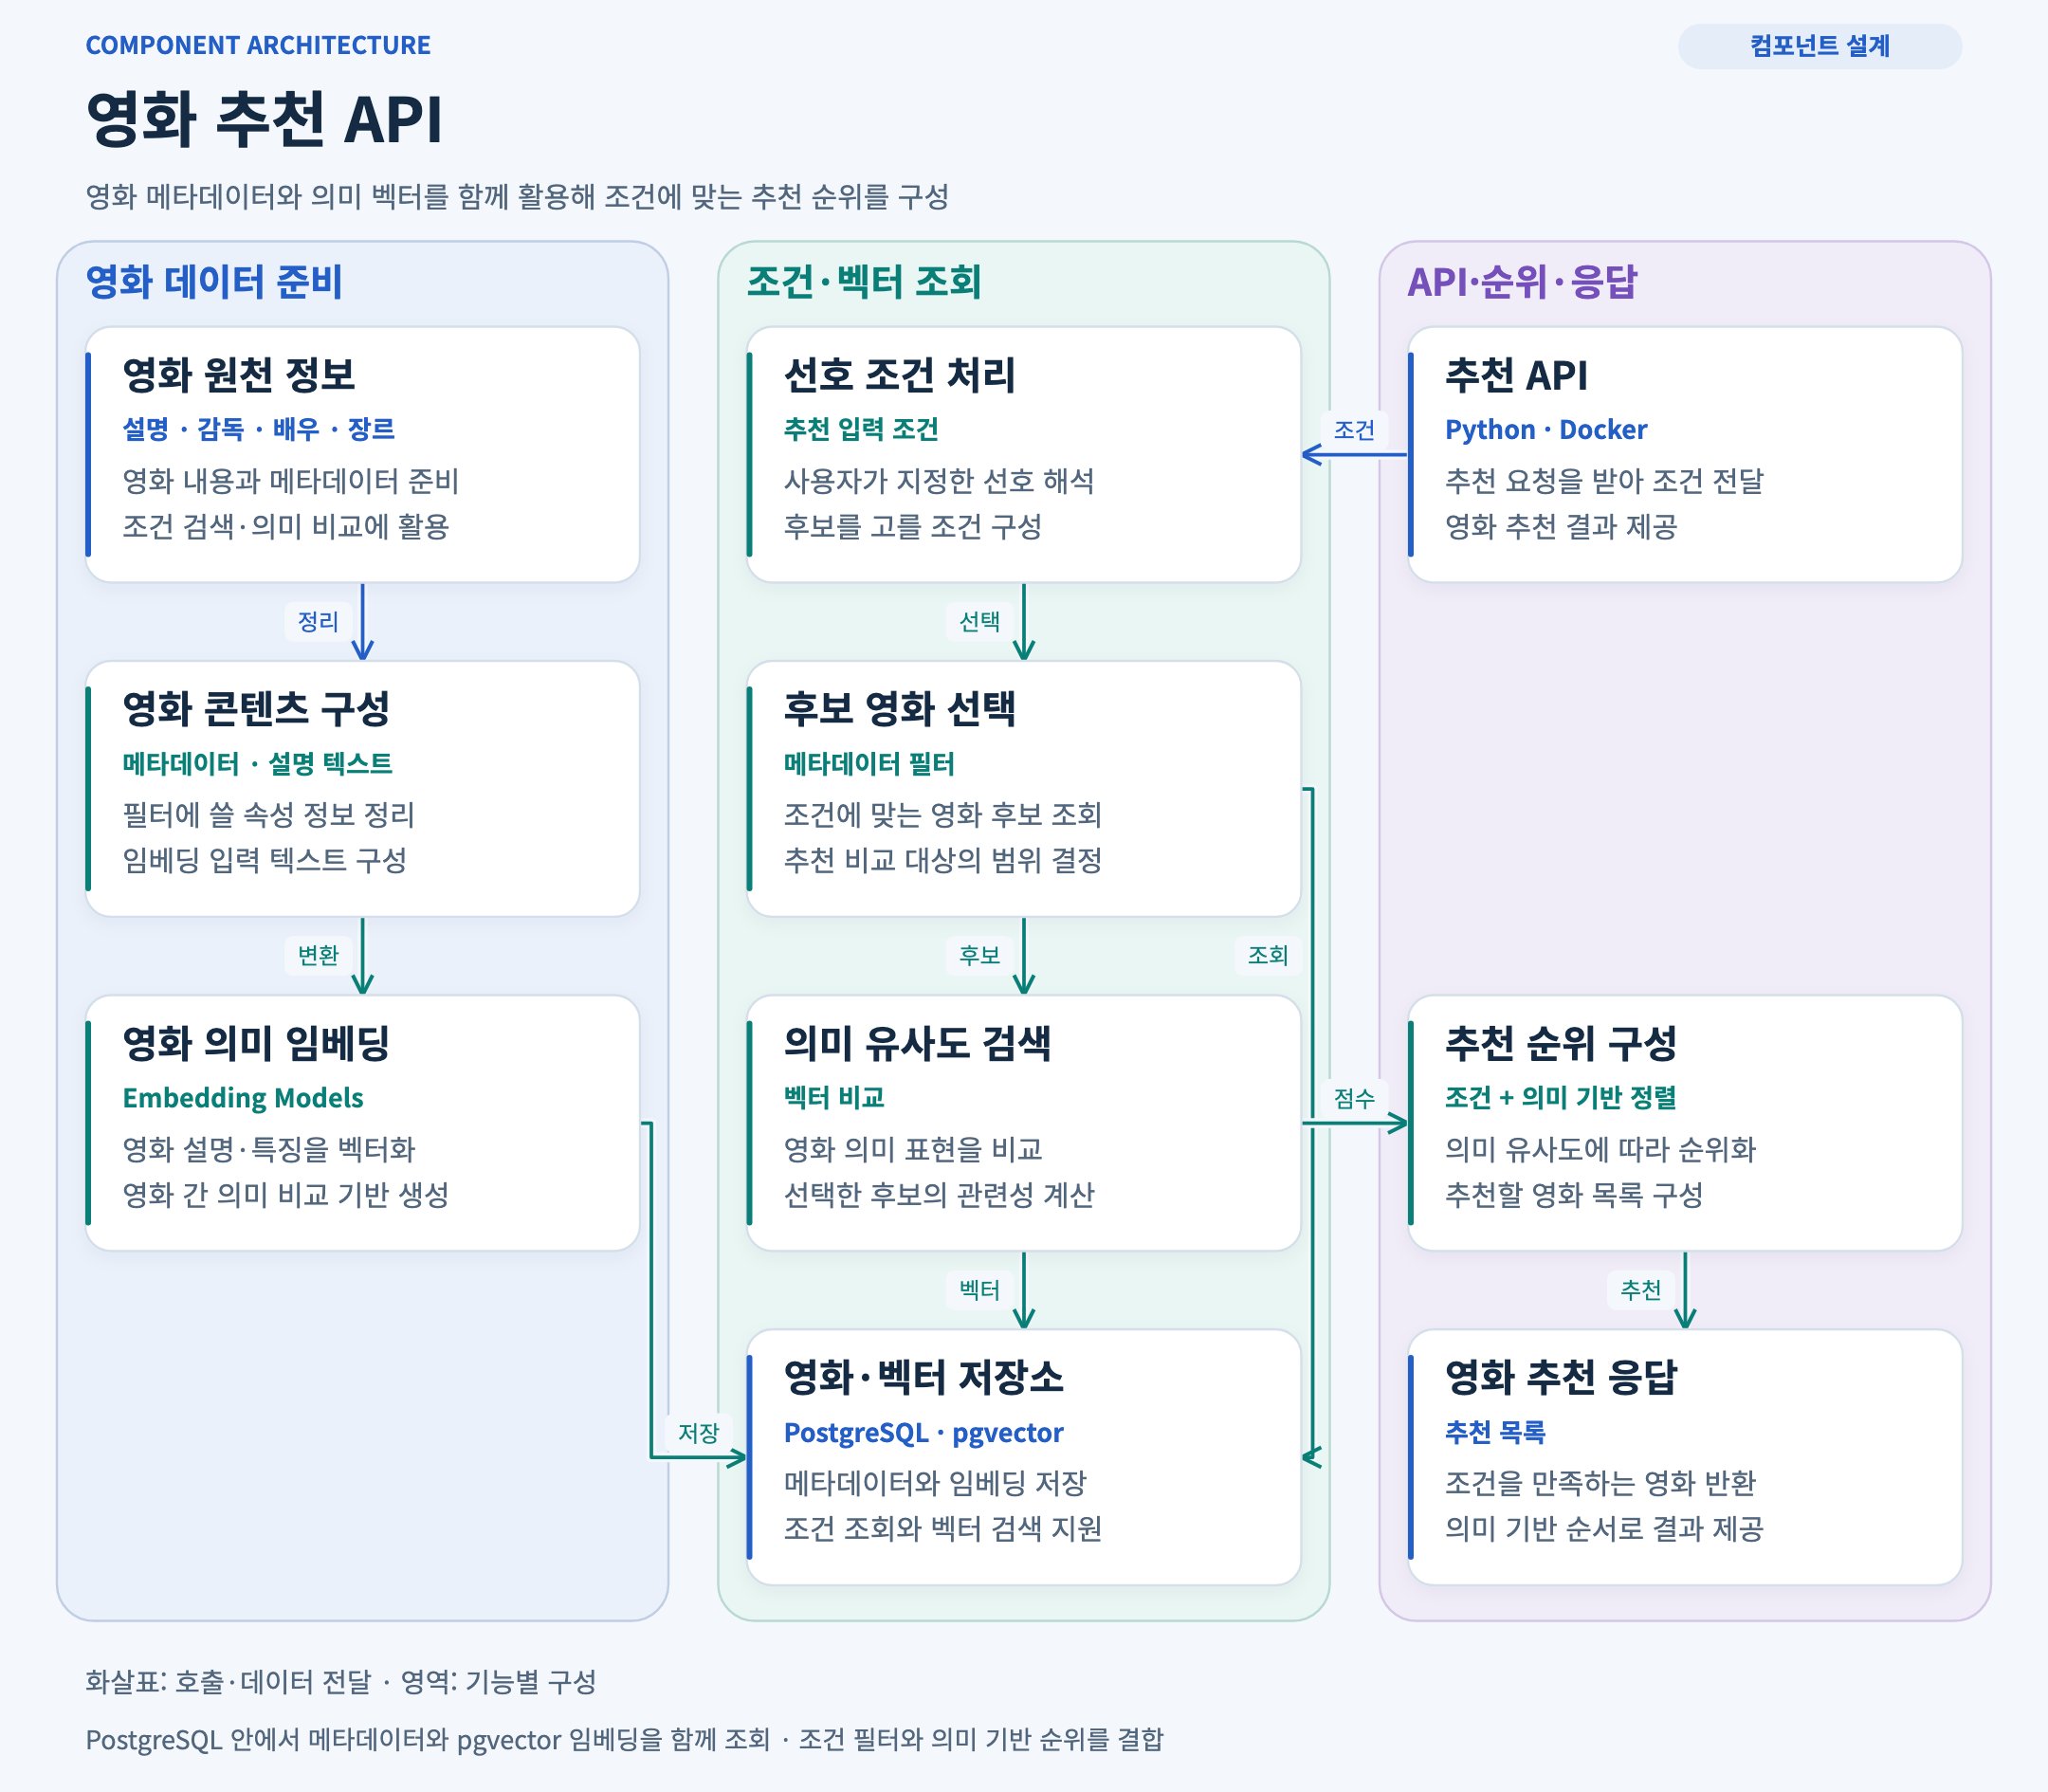 COMPONENT ARCHITECTURE
컴포넌트 설계
영화 추천 API
영화 메타데이터와 의미 벡터를 함께 활용해 조건에 맞는 추천 순위를 구성
영화 데이터 준비
영화 원천 정보
설명 · 감독 · 배우 · 장르
영화 내용과 메타데이터 준비
조건 검색·의미 비교에 활용
정리
영화 콘텐츠 구성
메타데이터 · 설명 텍스트
필터에 쓸 속성 정보 정리
임베딩 입력 텍스트 구성
변환
영화 의미 임베딩
Embedding Models
영화 설명·특징을 벡터화
영화 간 의미 비교 기반 생성
저장
조건·벡터 조회
선호 조건 처리
추천 입력 조건
사용자가 지정한 선호 해석
후보를 고를 조건 구성
선택
후보 영화 선택
메타데이터 필터
조건에 맞는 영화 후보 조회
추천 비교 대상의 범위 결정
후보
조회
의미 유사도 검색
벡터 비교
영화 의미 표현을 비교
선택한 후보의 관련성 계산
벡터
영화·벡터 저장소
PostgreSQL · pgvector
메타데이터와 임베딩 저장
조건 조회와 벡터 검색 지원
API·순위·응답
조건
추천 API
Python · Docker
추천 요청을 받아 조건 전달
영화 추천 결과 제공
점수
추천 순위 구성
조건 + 의미 기반 정렬
의미 유사도에 따라 순위화
추천할 영화 목록 구성
추천
영화 추천 응답
추천 목록
조건을 만족하는 영화 반환
의미 기반 순서로 결과 제공
화살표: 호출·데이터 전달 · 영역: 기능별 구성
PostgreSQL 안에서 메타데이터와 pgvector 임베딩을 함께 조회 · 조건 필터와 의미 기반 순위를 결합